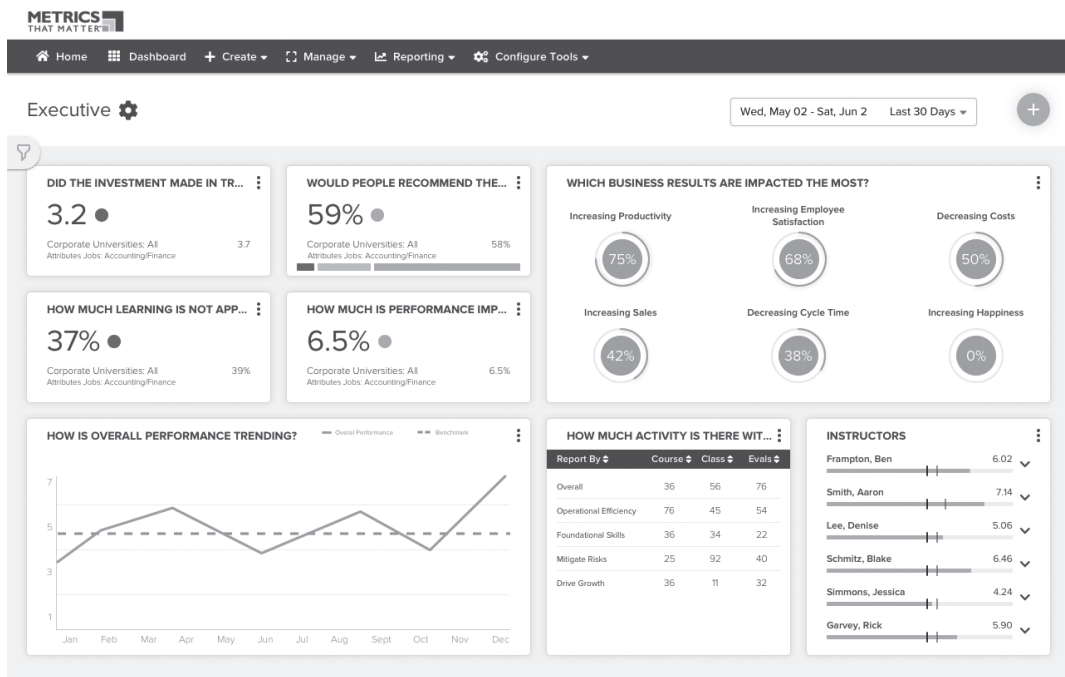 METRICS
THAT MATTER
Home Dashboard Create Manage Reporting Configure Tools
Executive
Wed, May 02 - Sat, Jun 2 Last 30 Days
DID THE INVESTMENT MADE IN TR...
3.2
Corporate Universities: All 3.7
Attributes Jobs: Accounting/Finance
WOULD PEOPLE RECOMMEND THE...
59%
Corporate Universities: All 58%
Attributes Jobs: Accounting/Finance
WHICH BUSINESS RESULTS ARE IMPACTED THE MOST?
Increasing Productivity
75%
Increasing Employee
Satisfaction
68%
Decreasing Costs
50%
Increasing Sales
42%
Decreasing Cycle Time
38%
Increasing Happiness
0%
HOW MUCH LEARNING IS NOT APP...
37%
Corporate Universities: All 39%
Attributes Jobs: Accounting/Finance
HOW MUCH IS PERFORMANCE IMP...
6.5%
Corporate Universities: All 6.5%
Attributes Jobs: Accounting/Finance
HOW IS OVERALL PERFORMANCE TRENDING?
Overal Performance Benchmark
7
5
3
1
Jan Feb Mar Apr May Jun Jul Aug Sept Oct Nov Dec
HOW MUCH ACTIVITY IS THERE WIT...
Report By Course Class Evals
Overall 36 56 76
Operational Efficiency 76 45 54
Foundational Skills 36 34 22
Mitigate Risks 25 92 40
Drive Growth 36 11 32
INSTRUCTORS
Frampton, Ben 6.02
Smith, Aaron 7.14
Lee, Denise 5.06
Schmitz, Blake 6.46
Simmons, Jessica 4.24
Garvey, Rick 5.90